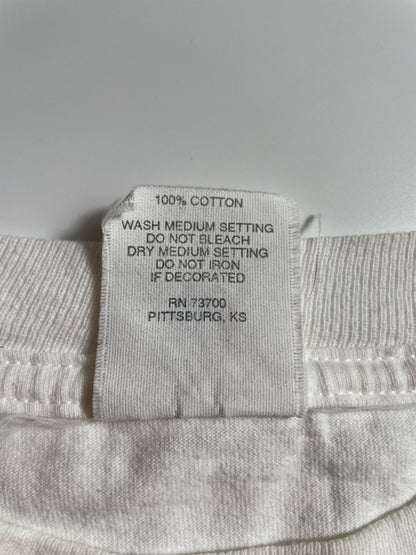 100% COTTON
WASH MEDIUM SETTING
DO NOT BLEACH
DRY MEDIUM SETTING
DO NOT IRON
IF DECORATED
RN 73700
PITTSBURG, KS